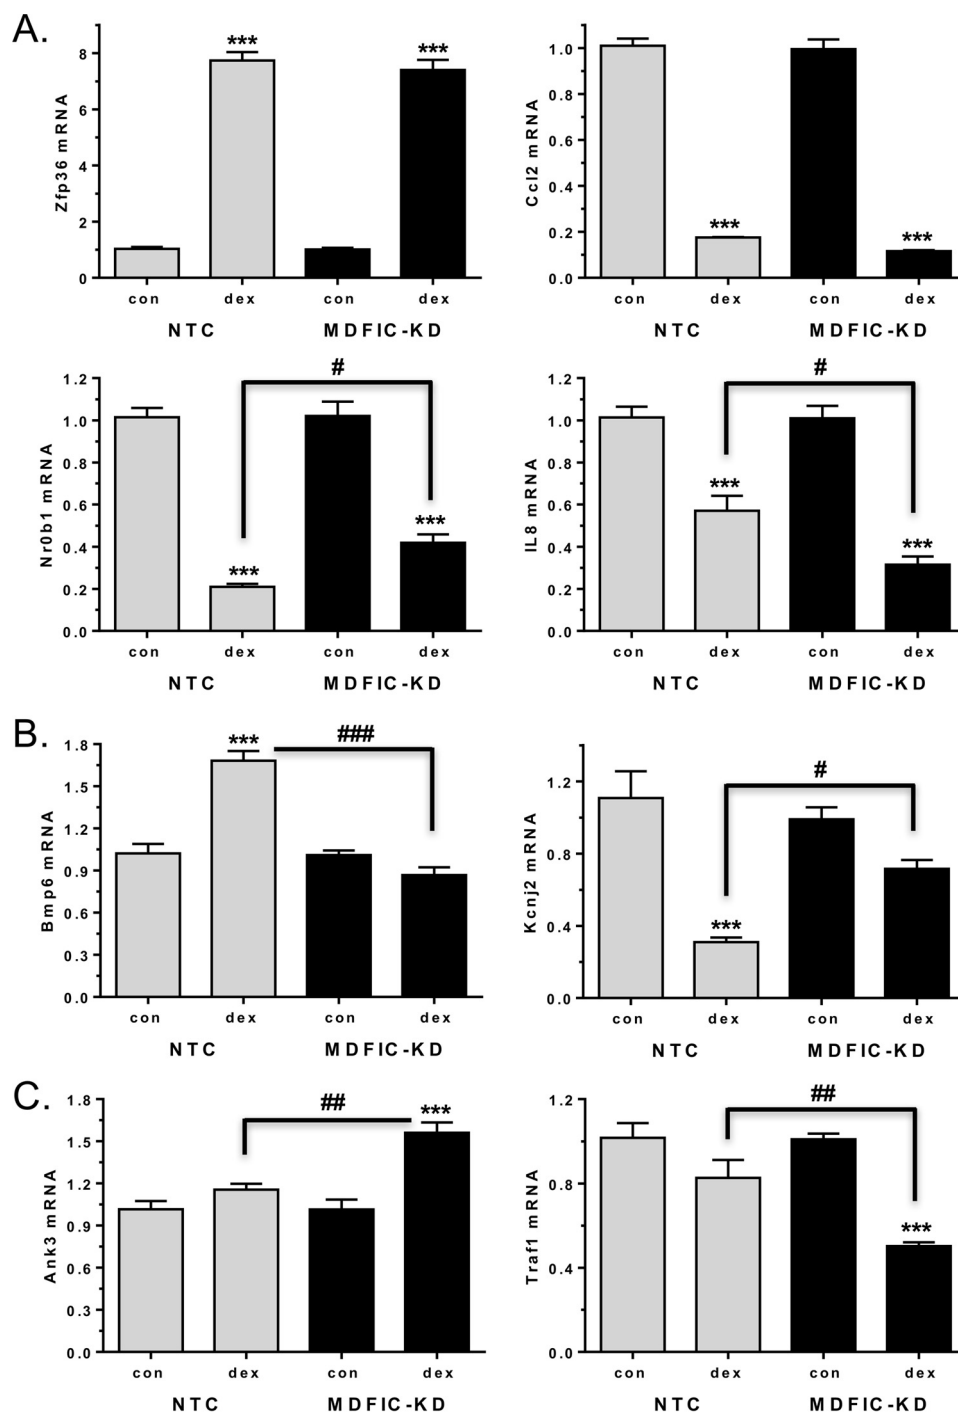 A.
Zfp36 mRNA
8
6
4
2
0
*** ***
con dex con dex
NTC MDFIC-KD
Ccl2 mRNA
1.0
0.8
0.6
0.4
0.2
0.0
*** ***
con dex con dex
NTC MDFIC-KD
Nr0b1 mRNA
1.2
1.0
0.8
0.6
0.4
0.2
0.0
#
*** ***
con dex con dex
NTC MDFIC-KD
IL8 mRNA
1.2
1.0
0.8
0.6
0.4
0.2
0.0
#
*** ***
con dex con dex
NTC MDFIC-KD
B.
Bmp6 mRNA
1.8
1.5
1.2
0.9
0.6
0.3
0.0
*** ###
con dex con dex
NTC MDFIC-KD
Kcnj2 mRNA
1.2
0.8
0.4
0.0
#
***
con dex con dex
NTC MDFIC-KD
C.
Ank3 mRNA
1.8
1.5
1.2
0.9
0.6
0.3
0.0
## ***
con dex con dex
NTC MDFIC-KD
Traf1 mRNA
1.2
0.8
0.4
0.0
##
***
con dex con dex
NTC MDFIC-KD